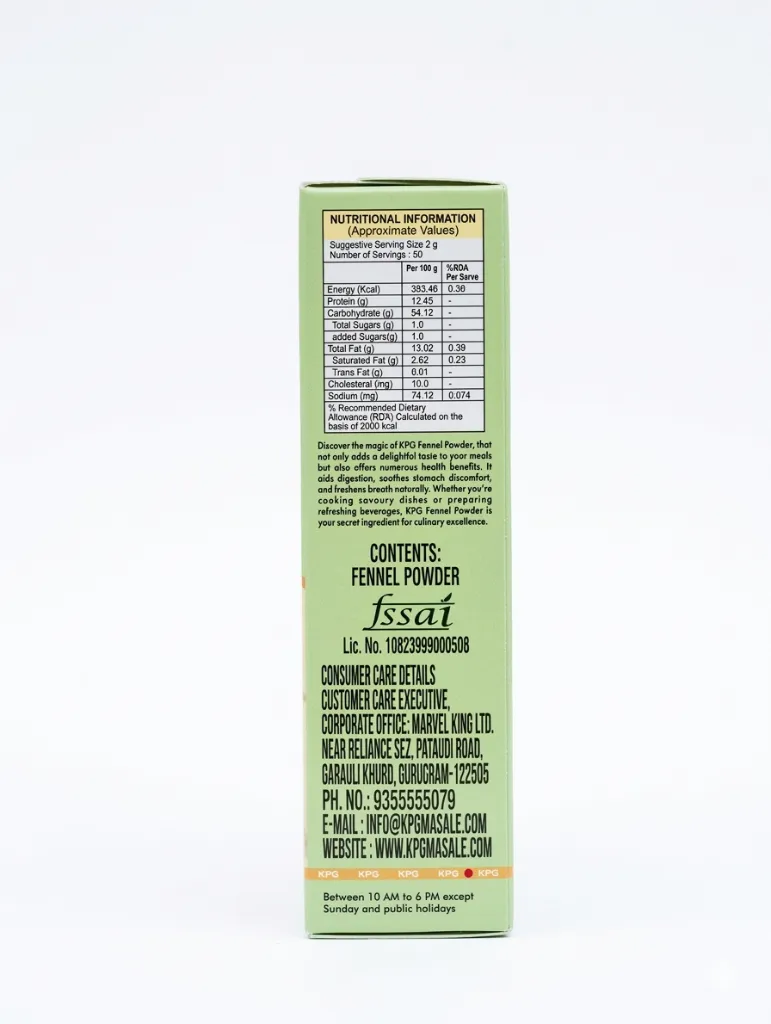 NUTRITIONAL INFORMATION
(Approximate Values)
Suggestive Serving Size 2 g
Number of Servings : 50
Per 100 g %RDA Per Sarve
Energy (Kcal) 383.46 0.36
Protein (g) 12.45 -
Carbohydrate (g) 54.12 -
Total Sugars (g) 1.0 -
added Sugars(g) 1.0 -
Total Fat (g) 13.02 0.39
Saturated Fat (g) 2.62 0.23
Trans Fat (g) 0.01 -
Cholesteral (mg) 10.0 -
Sodium (mg) 74.12 0.074
% Recommended Dietary
Allowance (RDA) Calculated on the
basis of 2000 kcal
Discover the magic of KPG Fennel Powder, that
not only adds a delightful taste to your meals
but also offers numerous health benefits. It
aids digestion, soothes stomach discomfort,
and freshens breath naturally. Whether you're
cooking savoury dishes or preparing
refreshing beverages, KPG Fennel Powder is
your secret ingredient for culinary excellence.
CONTENTS:
FENNEL POWDER
fssai
Lic. No. 10823999000508
CONSUMER CARE DETAILS
CUSTOMER CARE EXECUTIVE,
CORPORATE OFFICE: MARVEL KING LTD.
NEAR RELIANCE SEZ, PATAUDI ROAD,
GARAULI KHURD, GURUGRAM-122505
PH. NO.: 9355555079
E-MAIL : INFO@KPGMASALE.COM
WEBSITE : WWW.KPGMASALE.COM
KPG KPG KPG KPG KPG
Between 10 AM to 6 PM except
Sunday and public holidays